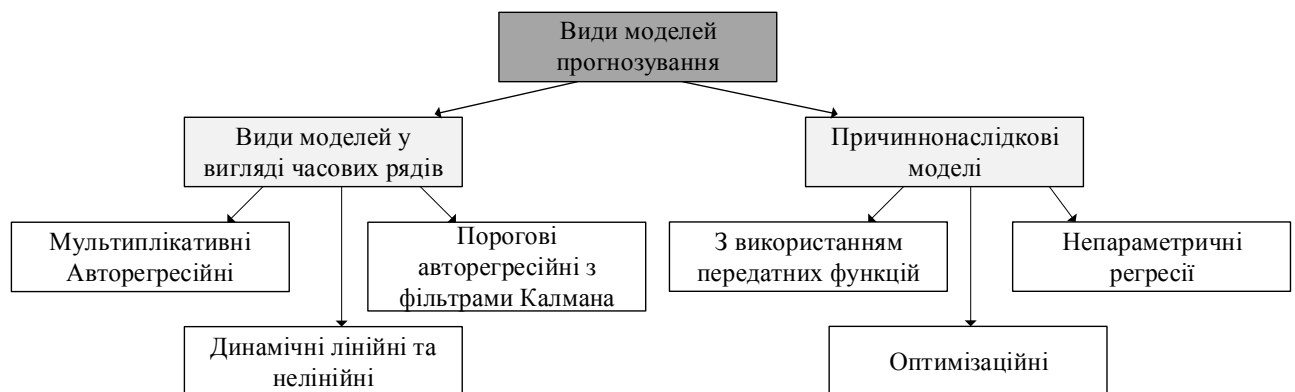 Види моделей
прогнозування
Види моделей у
вигляді часових рядів
Причиннонаслідкові
моделі
Мультиплікативні
Авторегресійні
Порогові
авторегресійні з
фільтрами Калмана
З використанням
передатних функцій
Непараметричні
регресії
Динамічні лінійні та
нелінійні
Оптимізаційні